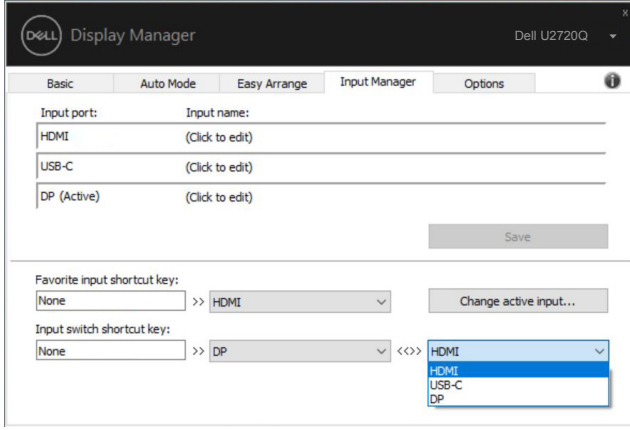 x
DELL Display Manager Dell U2720Q
Basic Auto Mode Easy Arrange Input Manager Options i
Input port: Input name:
HDMI (Click to edit)
USB-C (Click to edit)
DP (Active) (Click to edit)
Save
Favorite input shortcut key:
None >> HDMI Change active input...
Input switch shortcut key:
None >> DP <<>> HDMI
HDMI
USB-C
DP